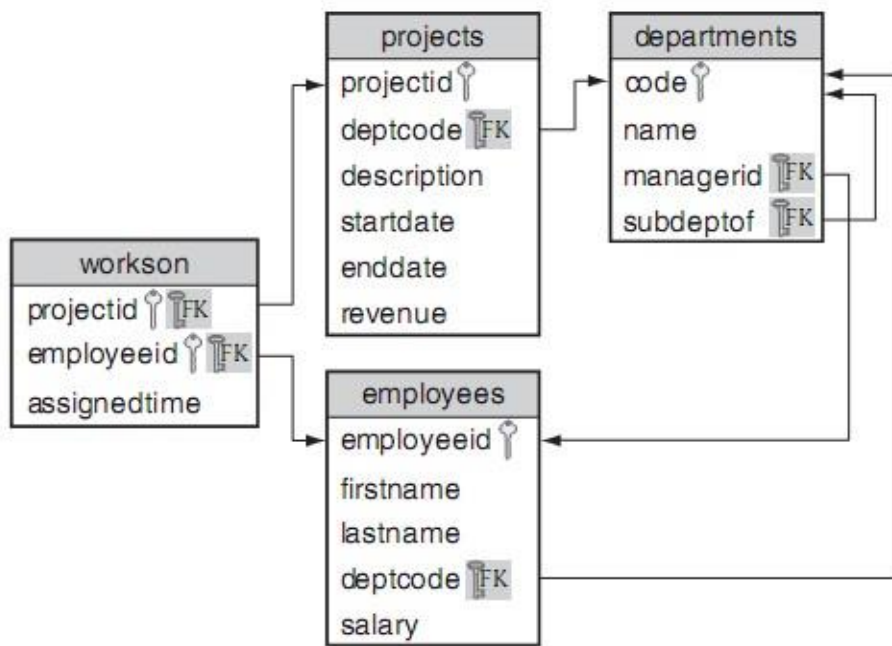 projects
projectid
deptcode FK
description
startdate
enddate
revenue
departments
code
name
managerid FK
subdeptof FK
workson
projectid FK
employeeid FK
assignedtime
employees
employeeid
firstname
lastname
deptcode FK
salary